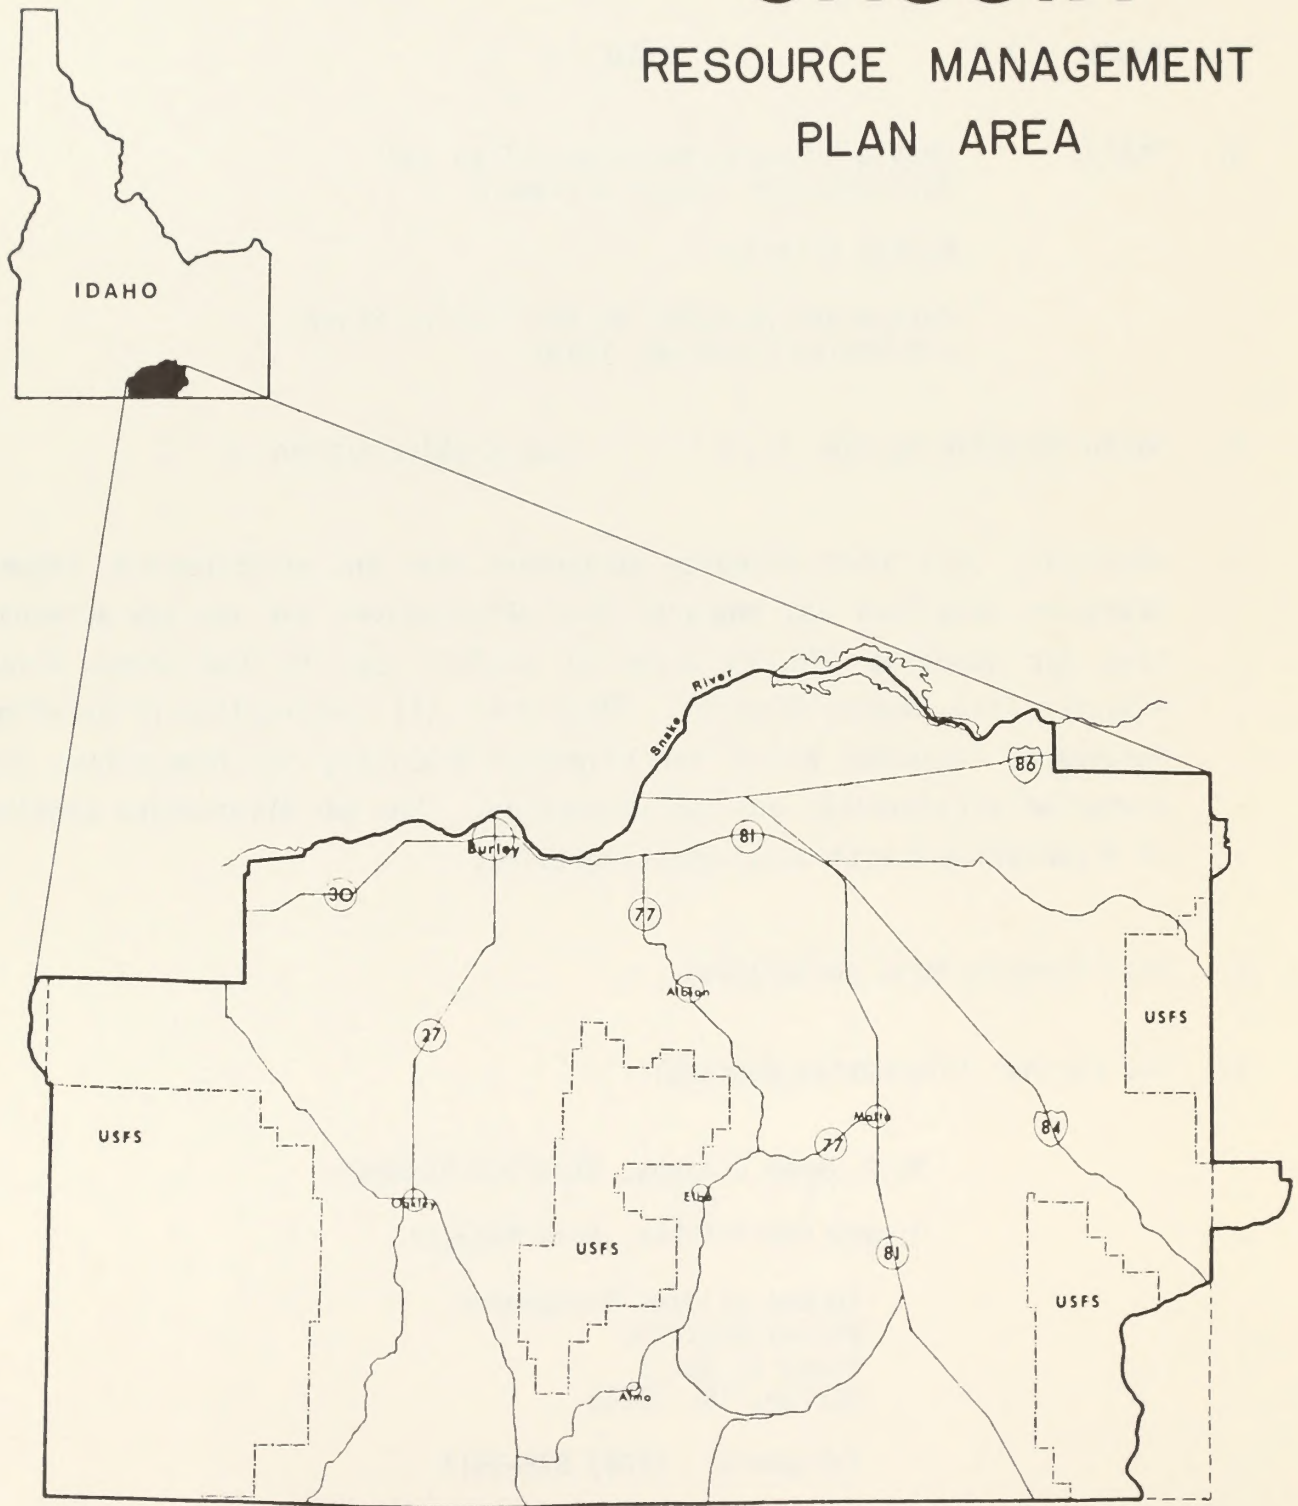 RESOURCE MANAGEMENT
PLAN AREA
IDAHO
Snake River
86
Burley
81
30
77
Albion
USFS
27
USFS
Malta
84
77
Oakley
Elba
USFS
81
USFS
Almo